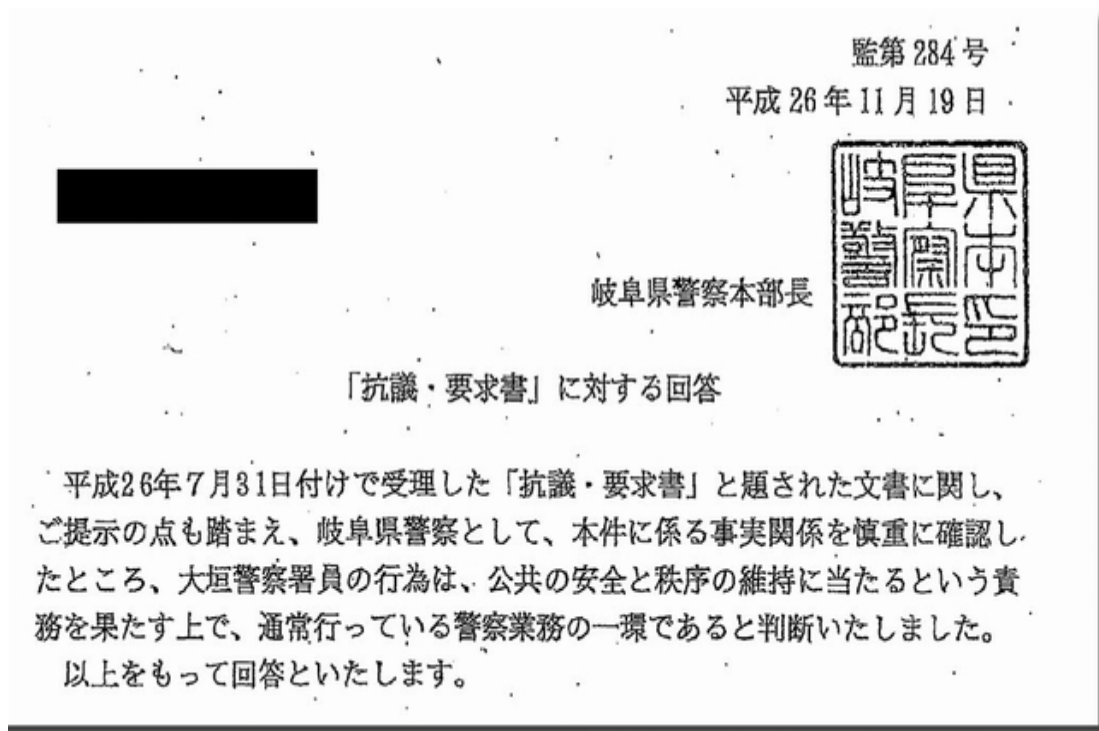 監第284号
平成26年11月19日
岐阜県警察本部長
岐阜県警察本部長印
「抗議・要求書」に対する回答
平成26年7月31日付けで受理した「抗議・要求書」と題された文書に関し、
ご提示の点も踏まえ、岐阜県警察として、本件に係る事実関係を慎重に確認し
たところ、大垣警察署員の行為は、公共の安全と秩序の維持に当たるという責
務を果たす上で、通常行っている警察業務の一環であると判断いたしました。
以上をもって回答といたします。